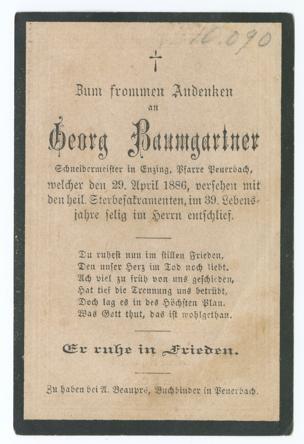 16.090
Zum frommen Andenken
an
Georg Baumgartner
Schneidermeister in Enzing, Pfarre Peuerbach,
welcher den 29. April 1886, versehen mit
den heil. Sterbesakramenten, im 39. Lebens-
jahre selig im Herrn entschlief.
Du ruhest nun im stillen Frieden,
Den unser Herz im Tod noch liebt.
Ach viel zu früh von uns geschieden,
Hat tief die Trennung uns betrübt,
Doch lag es in des Höchsten Plan.
Was Gott thut, das ist wohlgethan.
Er ruhe in Frieden.
Zu haben bei A. Beaupré, Buchbinder in Peuerbach.